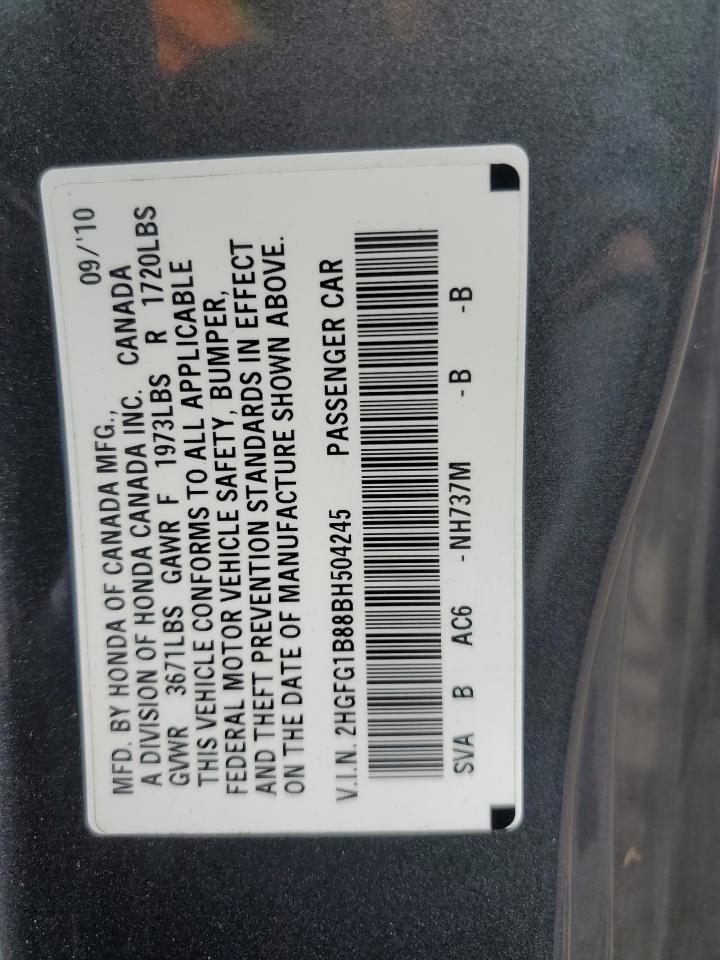 MFD. BY HONDA OF CANADA MFG., 09/'10
A DIVISION OF HONDA CANADA INC. CANADA
GVWR 3671LBS GAWR F 1973LBS R 1720LBS
THIS VEHICLE CONFORMS TO ALL APPLICABLE
FEDERAL MOTOR VEHICLE SAFETY, BUMPER,
AND THEFT PREVENTION STANDARDS IN EFFECT
ON THE DATE OF MANUFACTURE SHOWN ABOVE.
V.I.N. 2HGFG1B88BH504245 PASSENGER CAR
SVA B AC6 -NH737M -B -B